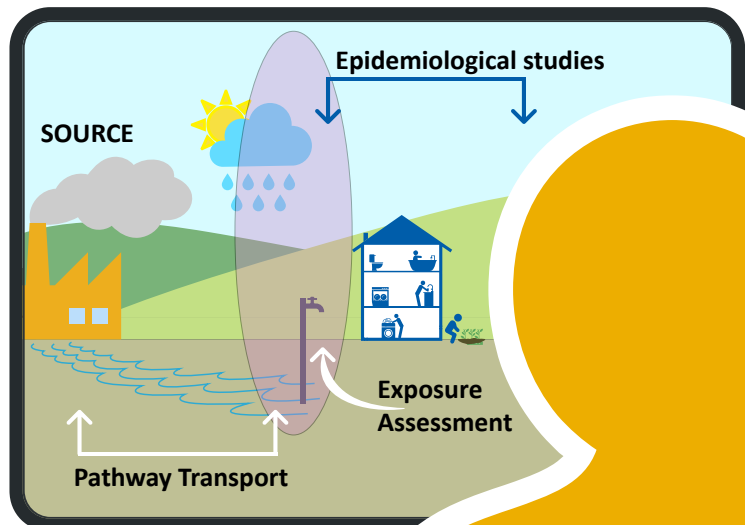 Epidemiological studies
SOURCE
Exposure
Assessment
Pathway Transport